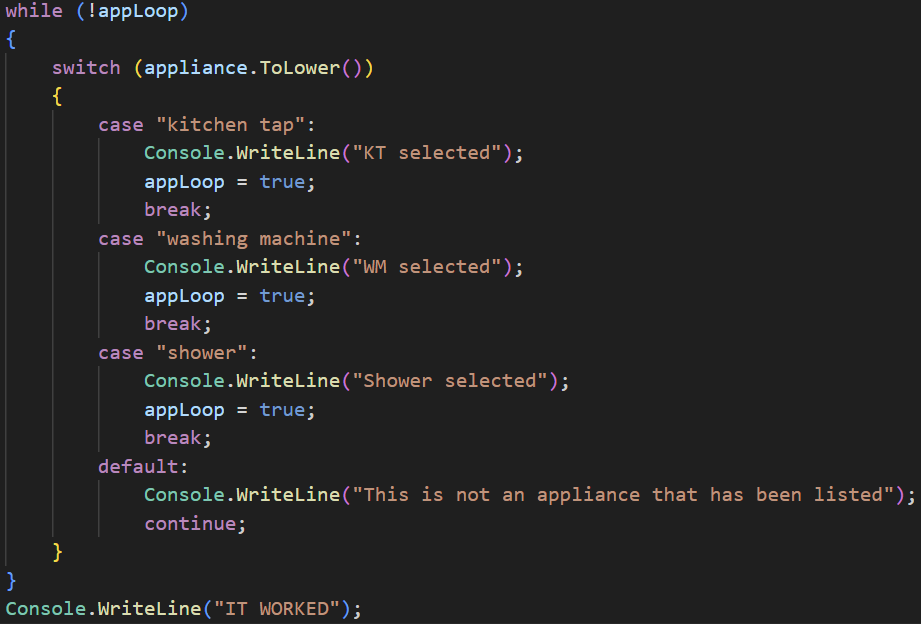 while (!appLoop)
{
    switch (appliance.ToLower())
    {
        case "kitchen tap":
            Console.WriteLine("KT selected");
            appLoop = true;
            break;
        case "washing machine":
            Console.WriteLine("WM selected");
            appLoop = true;
            break;
        case "shower":
            Console.WriteLine("Shower selected");
            appLoop = true;
            break;
        default:
            Console.WriteLine("This is not an appliance that has been listed");
            continue;
    }
}
Console.WriteLine("IT WORKED");